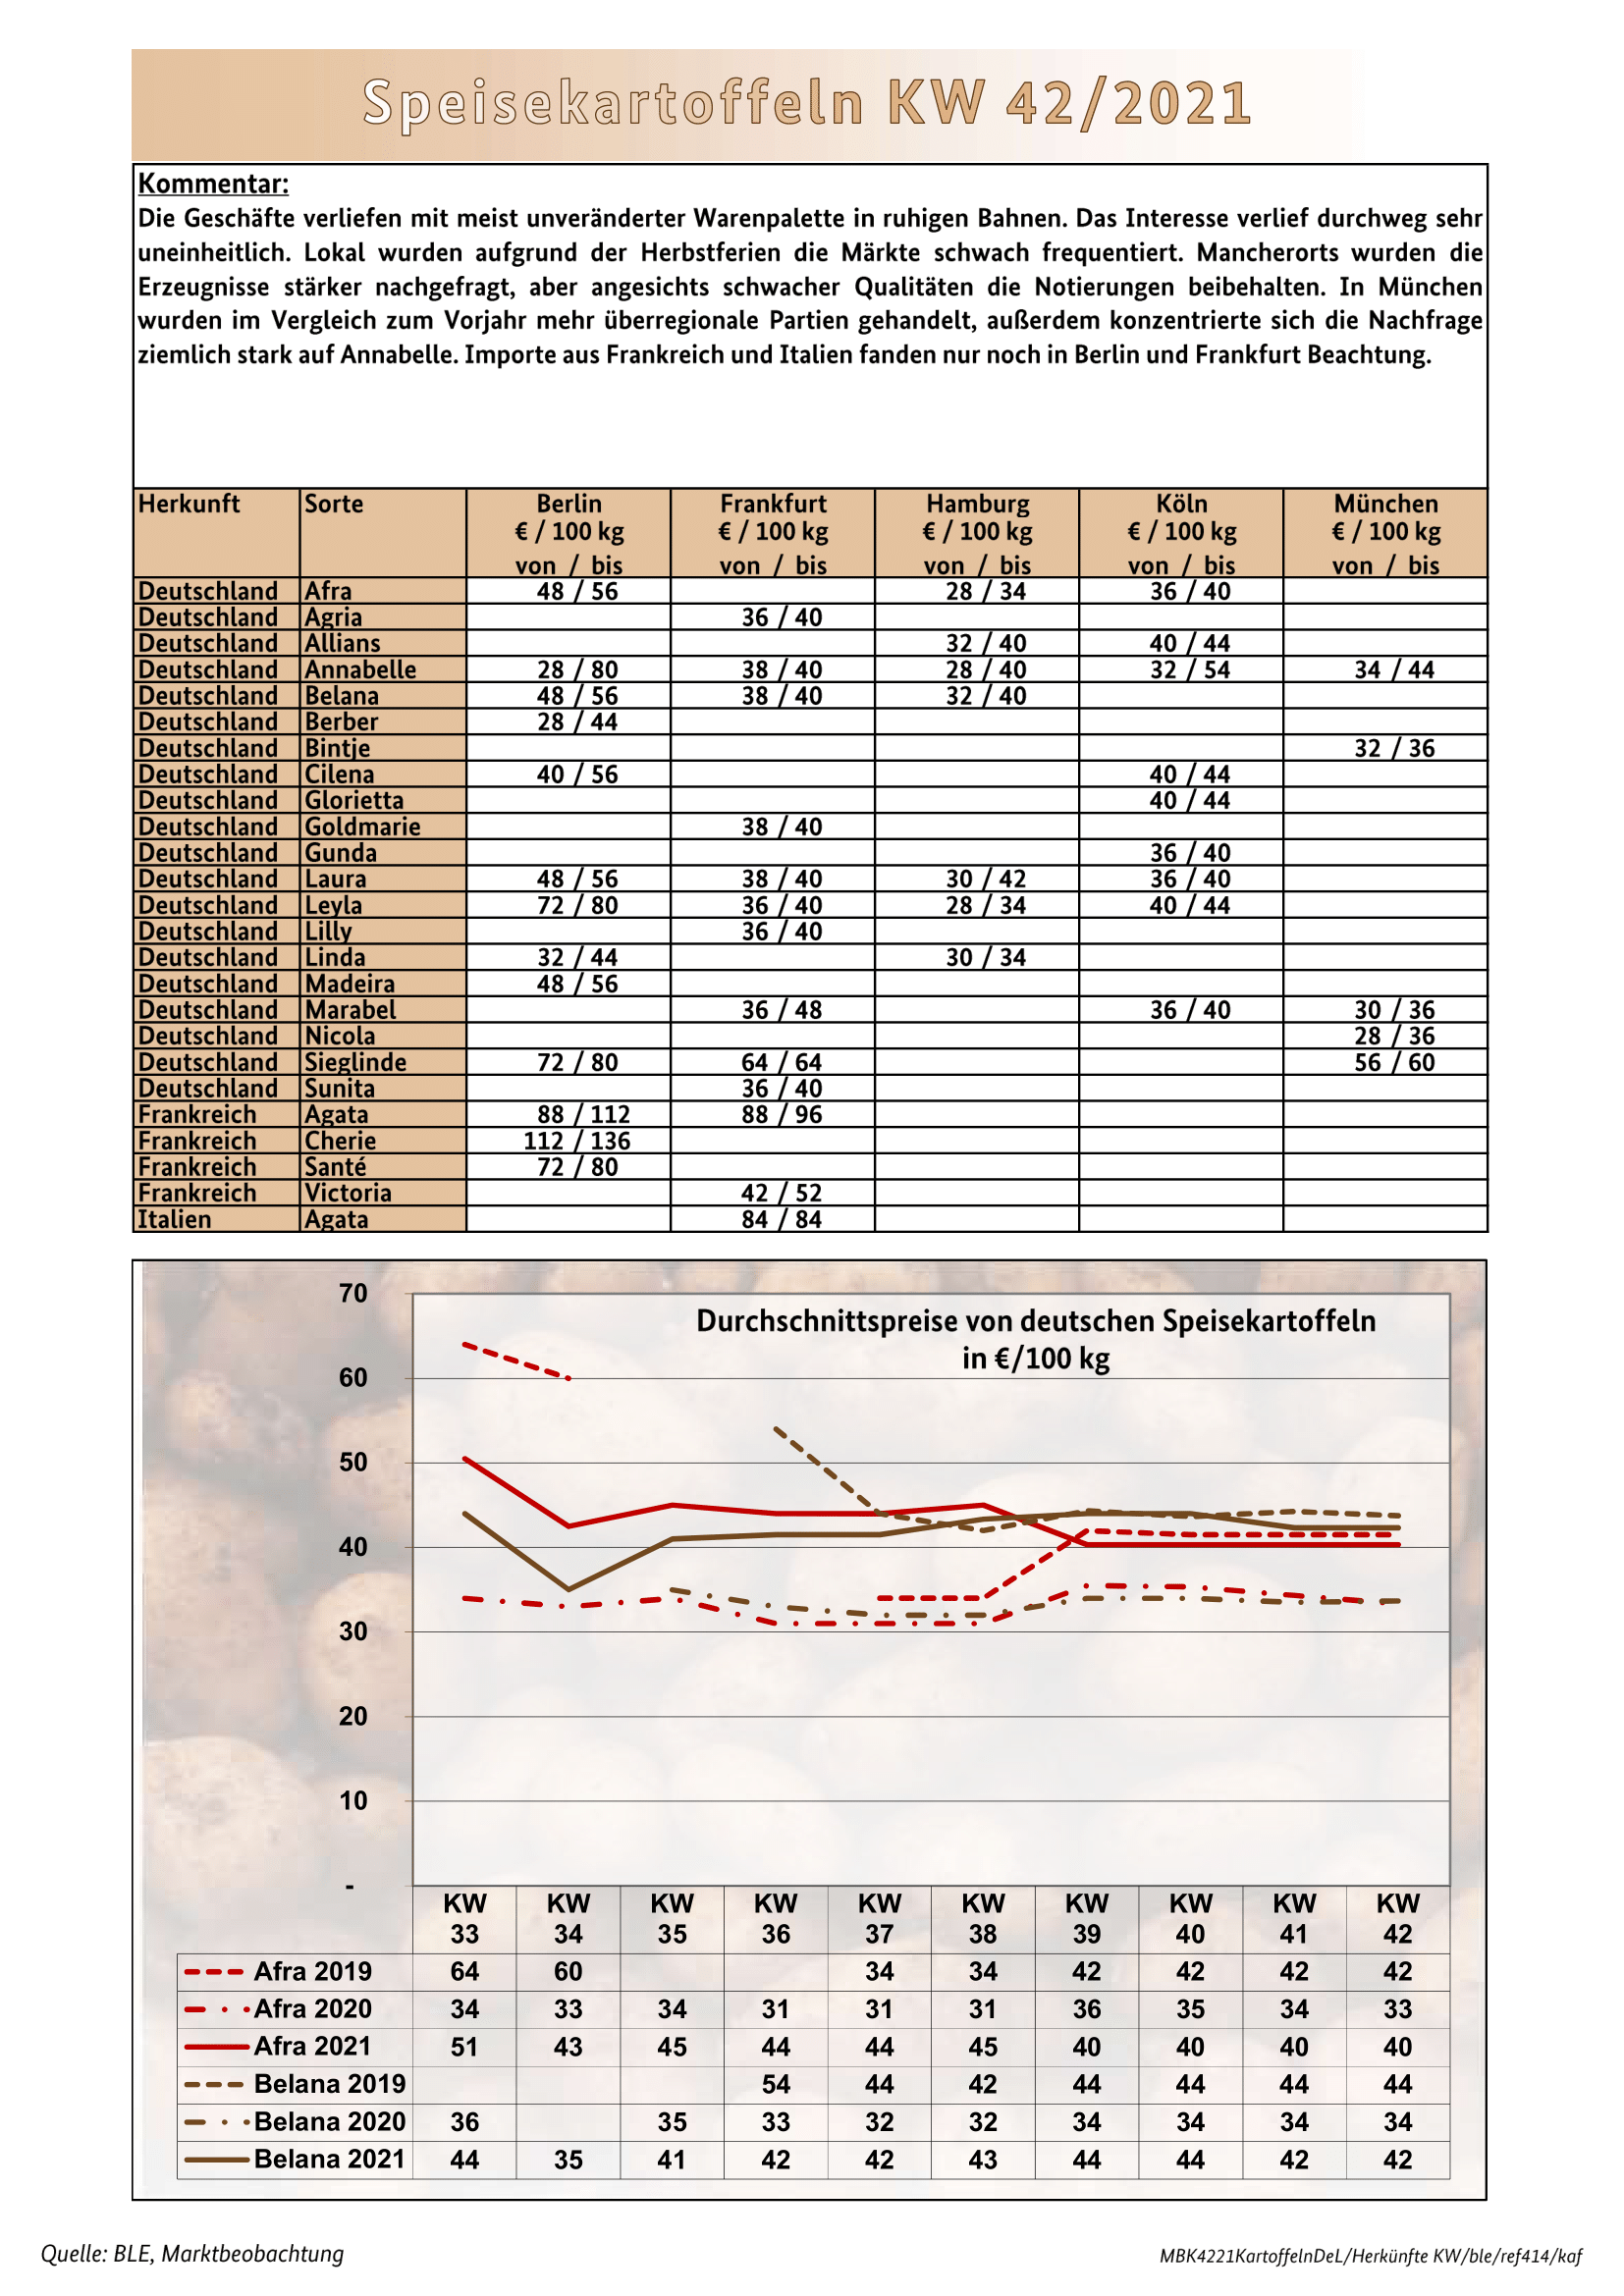 Speisekartoffeln KW 42/2021
Kommentar:
Die Geschäfte verliefen mit meist unveränderter Warenpalette in ruhigen Bahnen. Das Interesse verlief durchweg sehr
uneinheitlich. Lokal wurden aufgrund der Herbstferien die Märkte schwach frequentiert. Mancherorts wurden die
Erzeugnisse stärker nachgefragt, aber angesichts schwacher Qualitäten die Notierungen beibehalten. In München
wurden im Vergleich zum Vorjahr mehr überregionale Partien gehandelt, außerdem konzentrierte sich die Nachfrage
ziemlich stark auf Annabelle. Importe aus Frankreich und Italien fanden nur noch in Berlin und Frankfurt Beachtung.
Herkunft Sorte Berlin Frankfurt Hamburg Köln München
€ / 100 kg € / 100 kg € / 100 kg € / 100 kg € / 100 kg
von / bis von / bis von / bis von / bis von / bis
Deutschland Afra 48 / 56 28 / 34 36 / 40
Deutschland Agria 36 / 40
Deutschland Allians 32 / 40 40 / 44
Deutschland Annabelle 28 / 80 38 / 40 28 / 40 32 / 54 34 / 44
Deutschland Belana 48 / 56 38 / 40 32 / 40
Deutschland Berber 28 / 44
Deutschland Bintje 32 / 36
Deutschland Cilena 40 / 56 40 / 44
Deutschland Glorietta 40 / 44
Deutschland Goldmarie 38 / 40
Deutschland Gunda 36 / 40
Deutschland Laura 48 / 56 38 / 40 30 / 42 36 / 40
Deutschland Leyla 72 / 80 36 / 40 28 / 34 40 / 44
Deutschland Lilly 36 / 40
Deutschland Linda 32 / 44 30 / 34
Deutschland Madeira 48 / 56
Deutschland Marabel 36 / 48 36 / 40 30 / 36
Deutschland Nicola 28 / 36
Deutschland Sieglinde 72 / 80 64 / 64 56 / 60
Deutschland Sunita 36 / 40
Frankreich Agata 88 / 112 88 / 96
Frankreich Cherie 112 / 136
Frankreich Santé 72 / 80
Frankreich Victoria 42 / 52
Italien Agata 84 / 84
Durchschnittspreise von deutschen Speisekartoffeln
in €/100 kg
70
60
50
40
30
20
10
-
KW KW KW KW KW KW KW KW KW KW
33 34 35 36 37 38 39 40 41 42
Afra 2019 64 60 34 34 42 42 42 42
Afra 2020 34 33 34 31 31 31 36 35 34 33
Afra 2021 51 43 45 44 44 45 40 40 40 40
Belana 2019 54 44 42 44 44 44 44
Belana 2020 36 35 33 32 32 34 34 34 34
Belana 2021 44 35 41 42 42 43 44 44 42 42
Quelle: BLE, Marktbeobachtung
MBK4221KartoffelnDeL/Herkünfte KW/ble/ref414/kaf